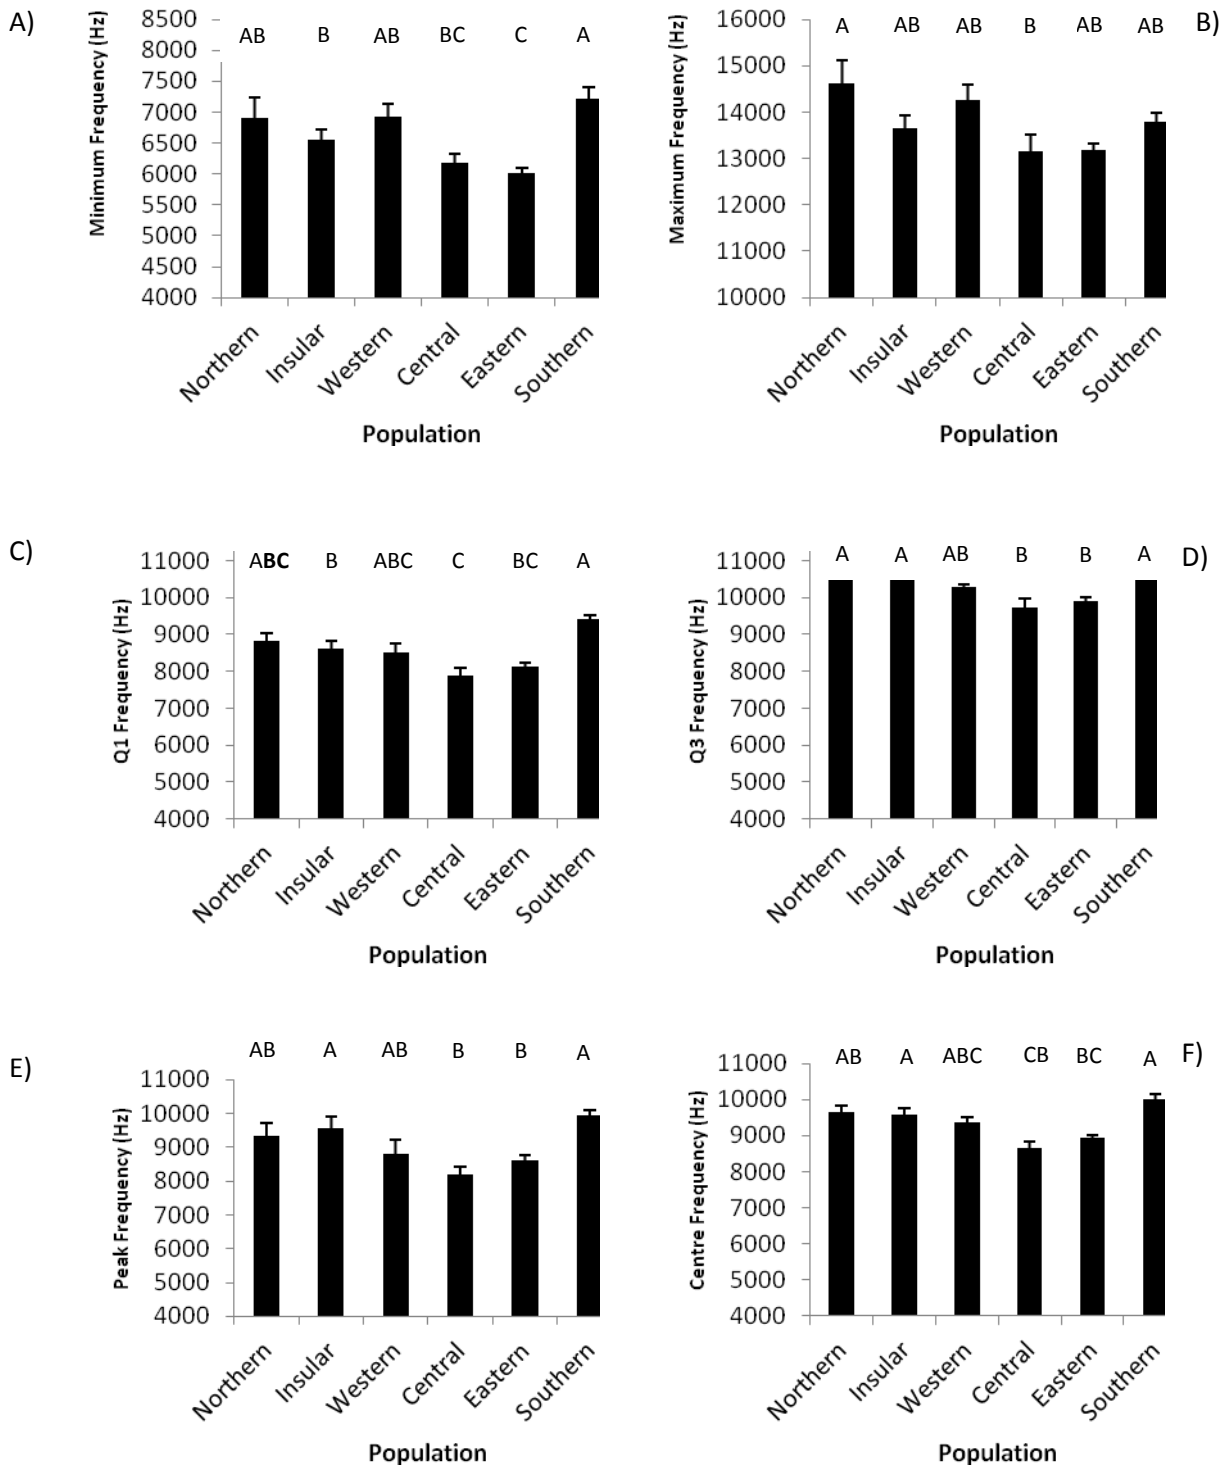 A)
Minimum Frequency (Hz)
8500
8000
7500
7000
6500
6000
5500
5000
4500
4000
AB B AB BC C A
Northern Insular Western Central Eastern Southern
Population
B)
Maximum Frequency (Hz)
16000
15000
14000
13000
12000
11000
10000
A AB AB B AB AB
Northern Insular Western Central Eastern Southern
Population
C)
Q1 Frequency (Hz)
11000
10000
9000
8000
7000
6000
5000
4000
ABC B ABC C BC A
Northern Insular Western Central Eastern Southern
Population
D)
Q3 Frequency (Hz)
11000
10000
9000
8000
7000
6000
5000
4000
A A AB B B A
Northern Insular Western Central Eastern Southern
Population
E)
Peak Frequency (Hz)
11000
10000
9000
8000
7000
6000
5000
4000
AB A AB B B A
Northern Insular Western Central Eastern Southern
Population
F)
Centre Frequency (Hz)
11000
10000
9000
8000
7000
6000
5000
4000
AB A ABC CB BC A
Northern Insular Western Central Eastern Southern
Population